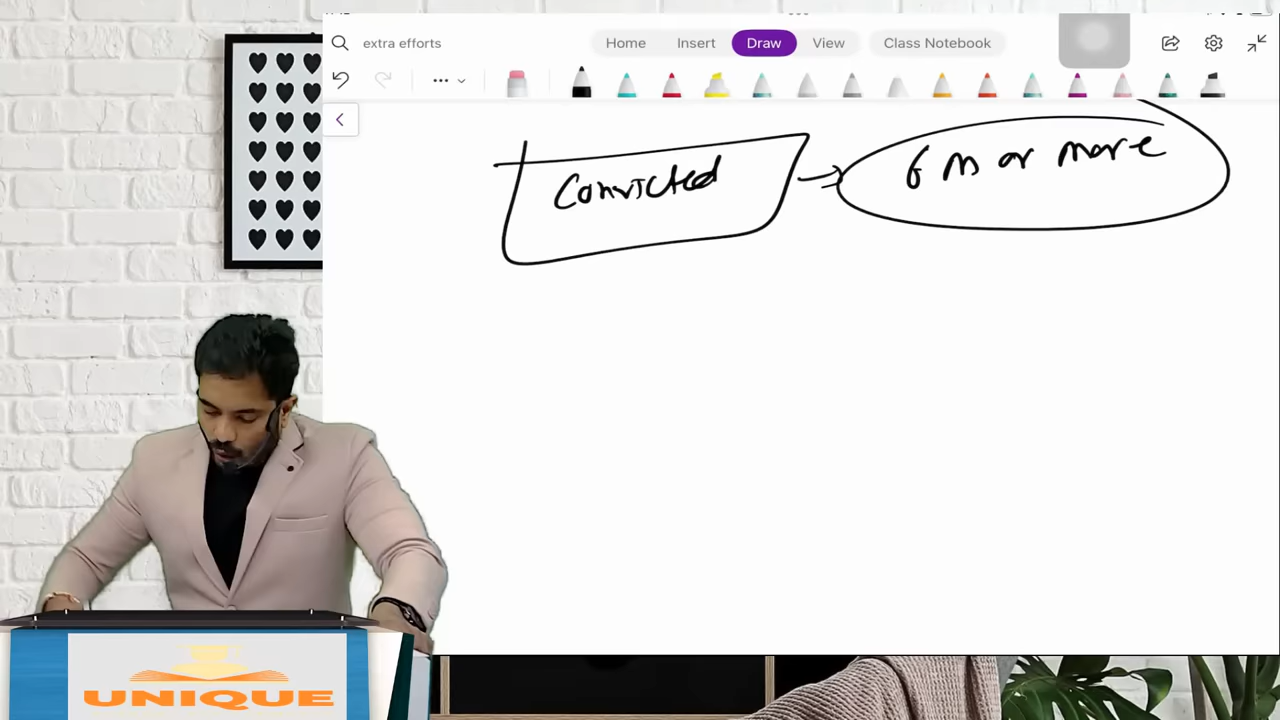 extra efforts
Home Insert Draw View Class Notebook
Convicted
6 m or more
UNIQUE